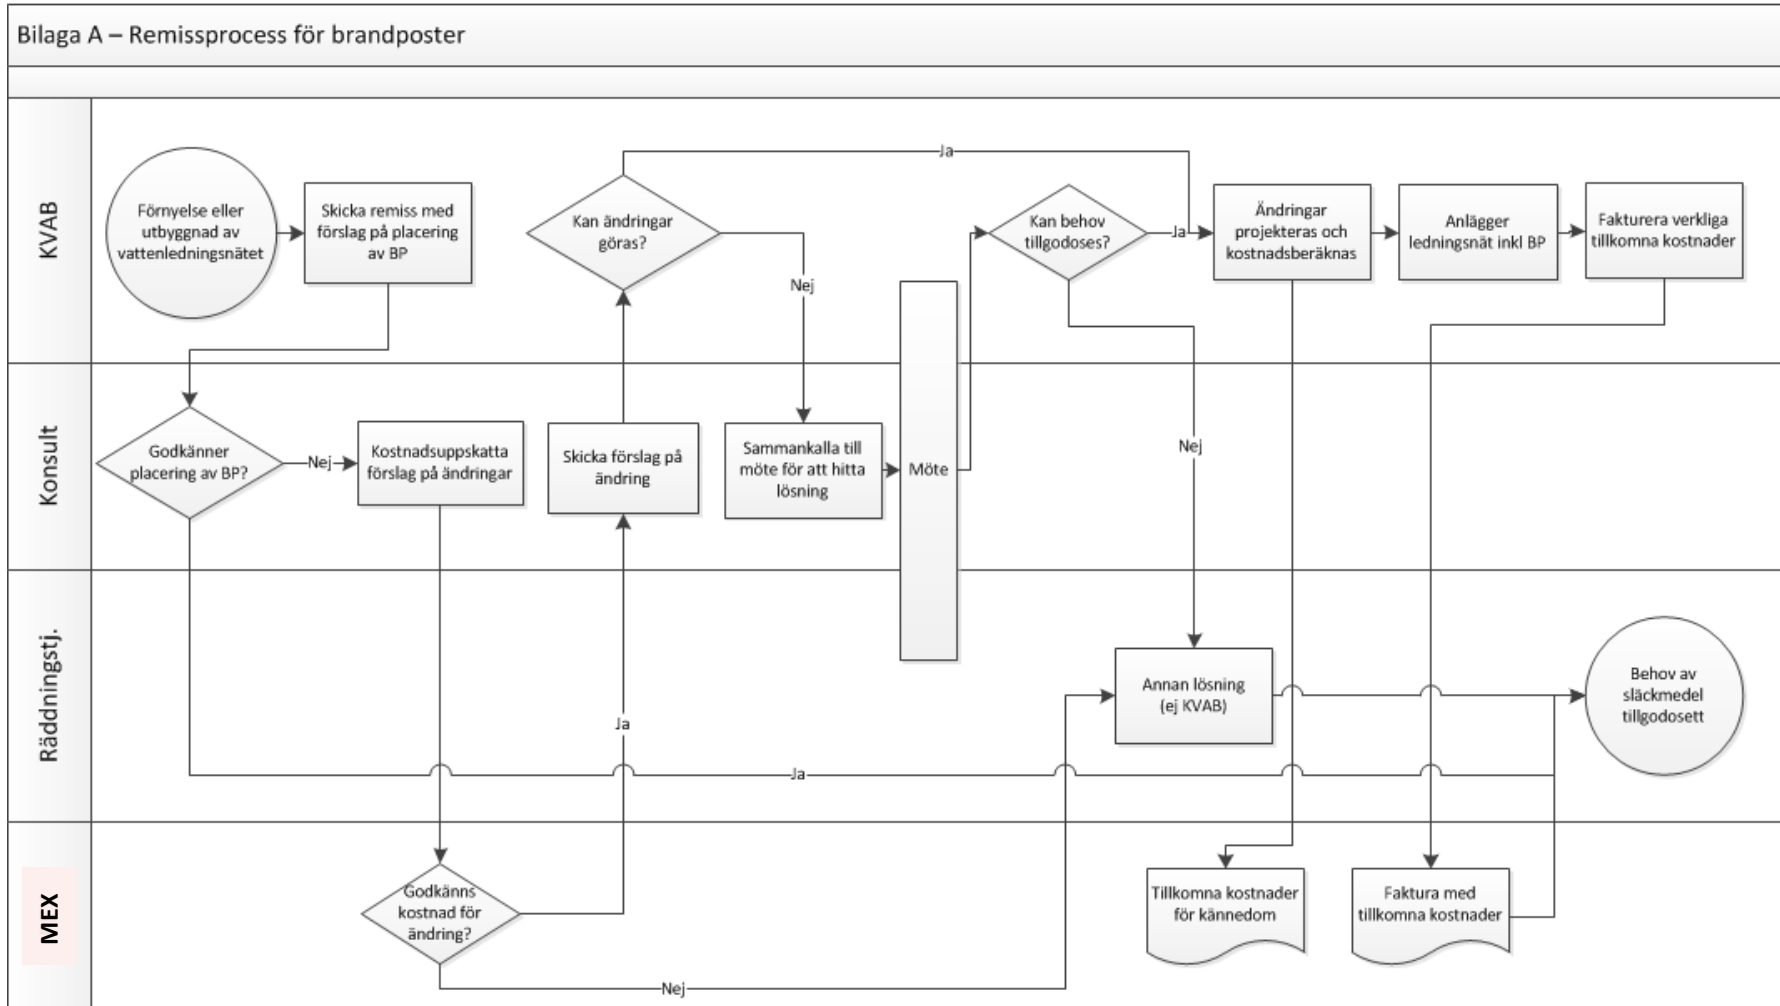 Bilaga A – Remissprocess för brandposter
KVAB
Förnyelse eller
utbyggnad av
vattenledningsnätet
Skicka remiss med
förslag på placering
av BP
Kan ändringar
göras?
Ja
Nej
Kan behov
tillgodoses?
Ja
Ändringar
projekteras och
kostnadsberäknas
Anlägger
ledningsnät inkl BP
Fakturera verkliga
tillkomna kostnader
Konsult
Godkänner
placering av BP?
Nej
Kostnadsuppskatta
förslag på ändringar
Skicka förslag på
ändring
Sammankalla till
möte för att hitta
lösning
Möte
Nej
Räddningstj.
Ja
Ja
Annan lösning
(ej KVAB)
Behov av
släckmedel
tillgodosett
MEX
Godkänns
kostnad för
ändring?
Nej
Tillkomna kostnader
för kännedom
Faktura med
tillkomna kostnader